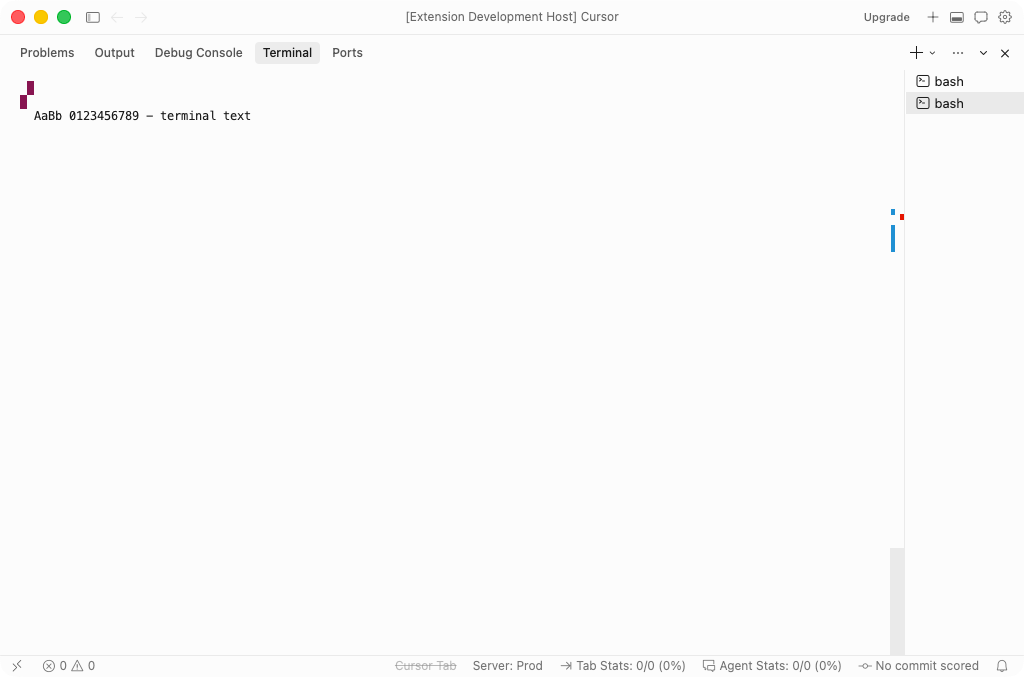 [Extension Development Host] Cursor
Upgrade
Problems Output Debug Console Terminal Ports
bash
bash
AaBb 0123456789 — terminal text
0 0 Cursor Tab Server: Prod Tab Stats: 0/0 (0%) Agent Stats: 0/0 (0%) No commit scored